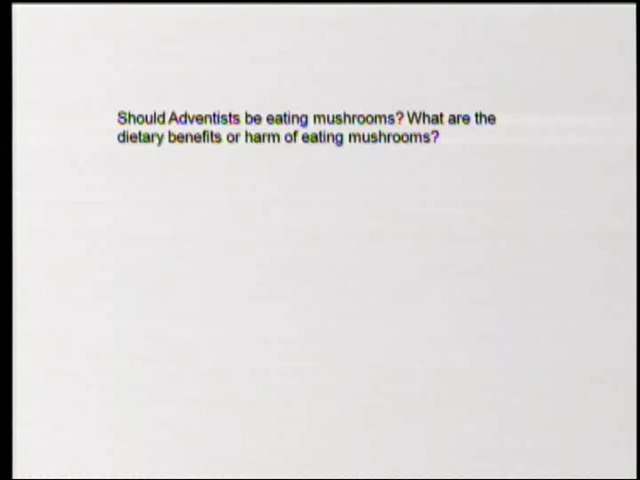 Should Adventists be eating mushrooms? What are the
dietary benefits or harm of eating mushrooms?